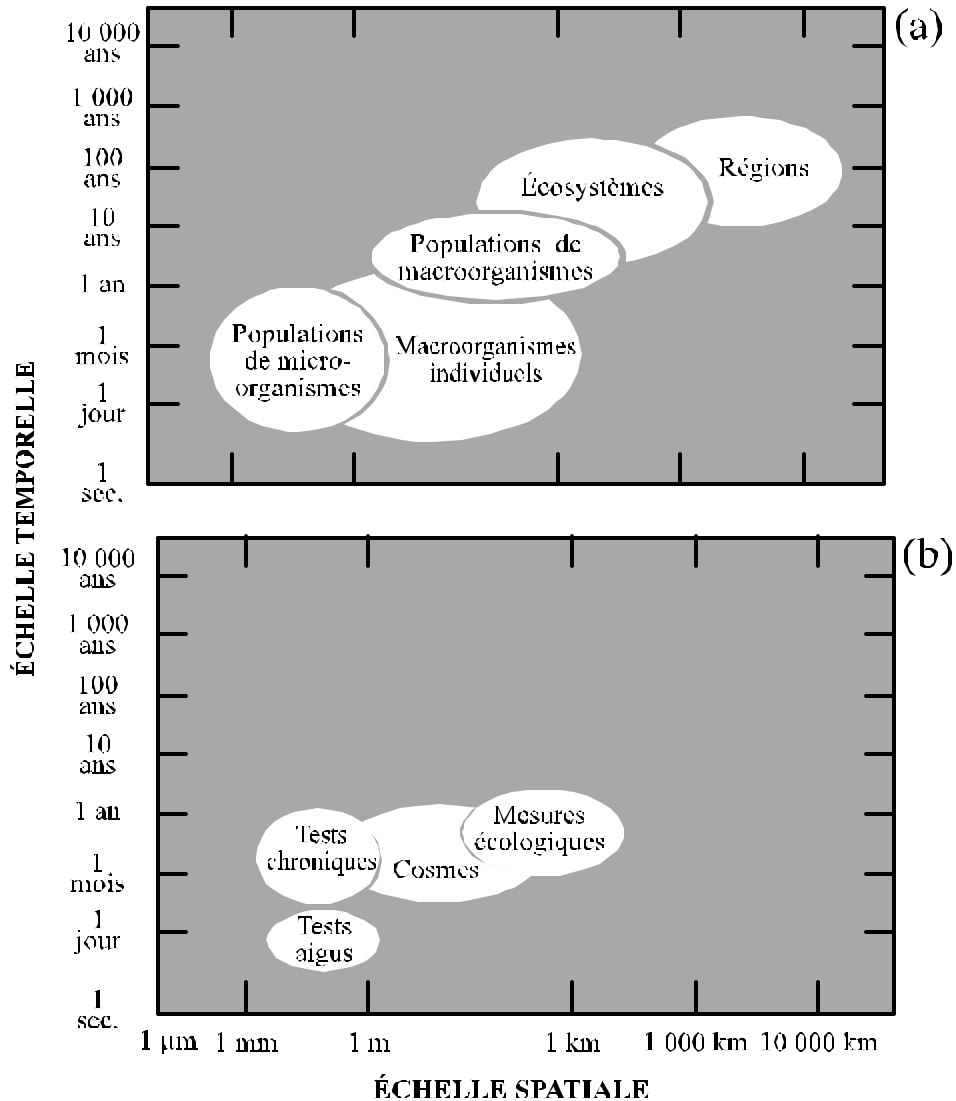 (a)
10 000
ans
1 000
ans
100
ans
10
ans
1 an
1
mois
1
jour
1
sec.
Régions
Écosystèmes
Populations de
macroorganismes
Populations
de micro-
organismes
Macroorganismes
individuels
ÉCHELLE TEMPORELLE
(b)
10 000
ans
1 000
ans
100
ans
10
ans
1 an
1
mois
1
jour
1
sec.
Mesures
écologiques
Tests
chroniques
Cosmes
Tests
aigus
1 µm 1 mm 1 m 1 km 1 000 km 10 000 km
ÉCHELLE SPATIALE